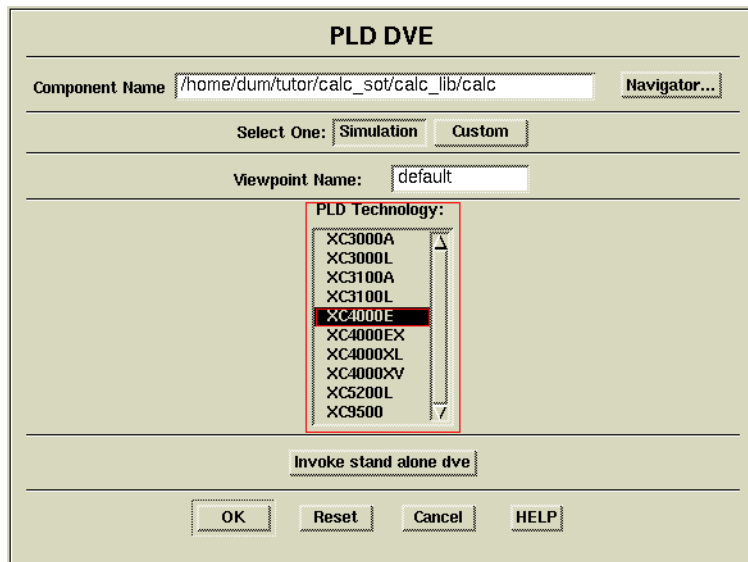 PLD DVE
Component Name /home/dum/tutor/calc_sot/calc_lib/calc Navigator...
Select One: Simulation Custom
Viewpoint Name: default
PLD Technology:
XC3000A
XC3000L
XC3100A
XC3100L
XC4000E
XC4000EX
XC4000XL
XC4000XV
XC5200L
XC9500
Invoke stand alone dve
OK Reset Cancel HELP